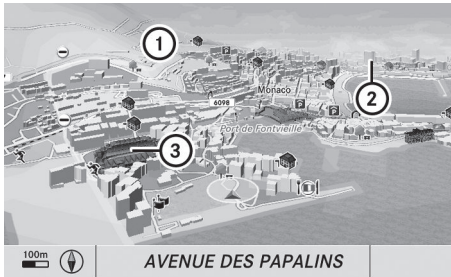 1
6098
Monaco
2
Port de Fontvieille
3
100m
AVENUE DES PAPALINS